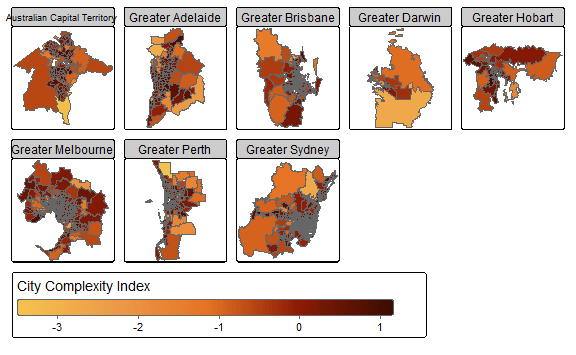 Australian Capital Territory
Greater Adelaide
Greater Brisbane
Greater Darwin
Greater Hobart
Greater Melbourne
Greater Perth
Greater Sydney
City Complexity Index
-3 -2 -1 0 1